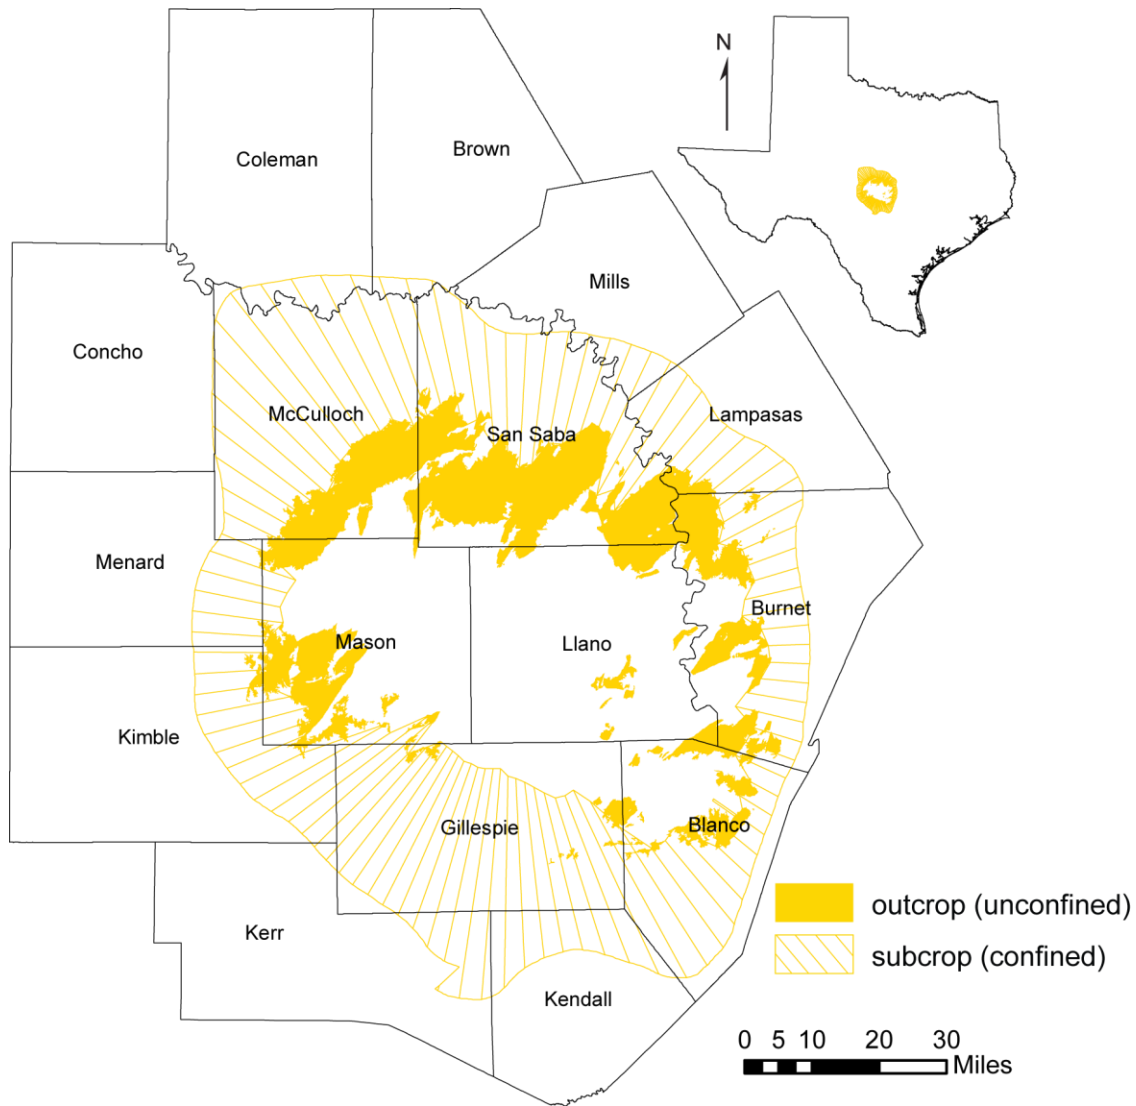 N
Coleman
Brown
Mills
Concho
McCulloch
San Saba
Lampasas
Menard
Burnet
Mason
Llano
Kimble
Gillespie
Blanco
outcrop (unconfined)
Kerr
subcrop (confined)
Kendall
0 5 10 20 30
Miles